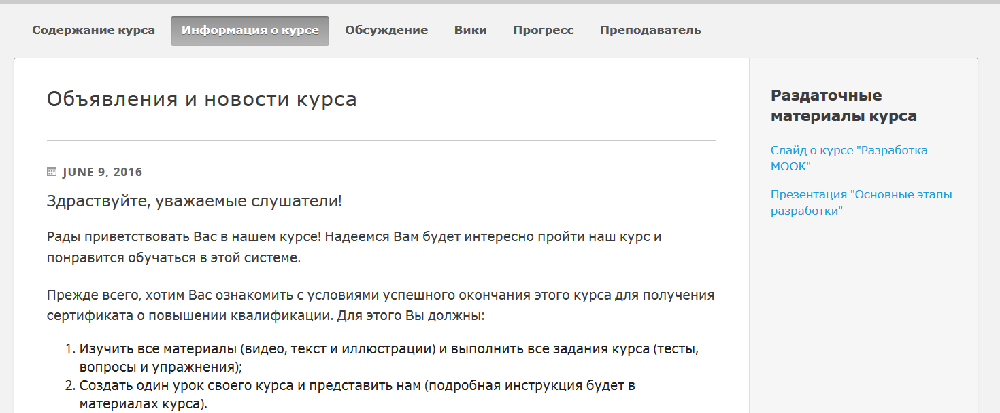 Содержание курса Информация о курсе Обсуждение Вики Прогресс Преподаватель
Объявления и новости курса
JUNE 9, 2016
Здраствуйте, уважаемые слушатели!
Рады приветствовать Вас в нашем курсе! Надеемся Вам будет интересно пройти наш курс и
понравится обучаться в этой системе.
Прежде всего, хотим Вас ознакомить с условиями успешного окончания этого курса для получения
сертификата о повышении квалификации. Для этого Вы должны:
1. Изучить все материалы (видео, текст и иллюстрации) и выполнить все задания курса (тесты,
вопросы и упражнения);
2. Создать один урок своего курса и представить нам (подробная инструкция будет в
материалах курса).
Раздаточные
материалы курса
Слайд о курсе "Разработка
МООК"
Презентация "Основные этапы
разработки"